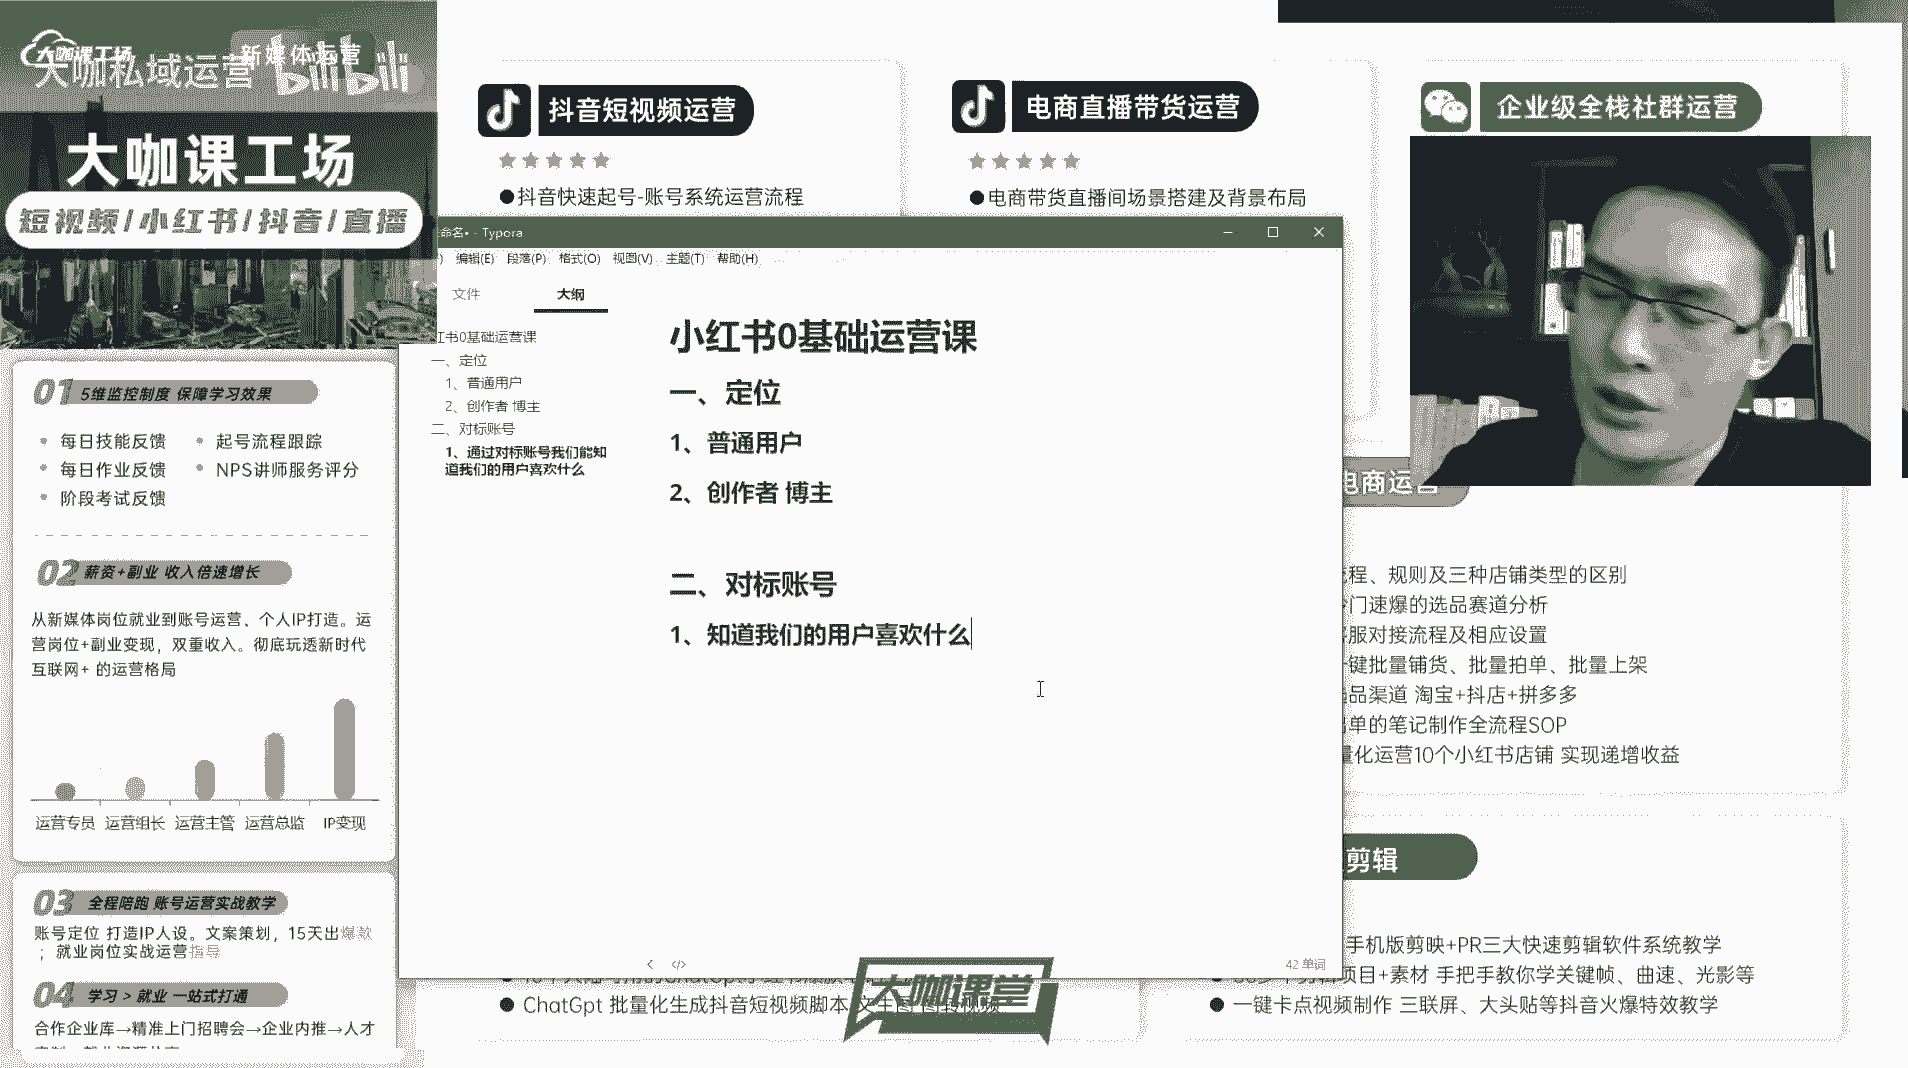 大咖课工场
新媒体运营
大咖私域运营 bilibili
大咖课工场
短视频/小红书/抖音/直播
01 5维监控制度 保障学习效果
每日技能反馈
起号流程跟踪
每日作业反馈
NPS讲师服务评分
阶段考试反馈
02 薪资+副业 收入倍速增长
从新媒体岗位就业到账号运营、个人IP打造。运
营岗位+副业变现，双重收入。彻底玩透新时代
互联网+ 的运营格局
运营专员 运营组长 运营主管 运营总监 IP变现
03 全程陪跑 账号运营实战教学
账号定位 打造IP人设。文案策划，15天出爆款
；就业岗位实战运营指导
04 学习 > 就业 一站式打通
合作企业库→精准上门招聘会→企业内推→人才
抖音短视频运营
●抖音快速起号-账号系统运营流程
电商直播带货运营
●电商带货直播间场景搭建及背景布局
企业级全栈社群运营
命名• - Typora
) 编辑(E) 段落(P) 格式(O) 视图(V) 主题(T) 帮助(H)
文件 大纲
红书0基础运营课
一、定位
1、普通用户
2、创作者 博主
二、对标账号
1、通过对标账号我们能知
道我们的用户喜欢什么
小红书0基础运营课
一、定位
1、普通用户
2、创作者 博主
二、对标账号
1、知道我们的用户喜欢什么
42 单词
电商运营
程、规则及三种店铺类型的区别
门速爆的选品赛道分析
服对接流程及相应设置
键批量铺货、批量拍单、批量上架
品渠道 淘宝+抖店+拼多多
单的笔记制作全流程SOP
量化运营10个小红书店铺 实现递增收益
剪辑
手机版剪映+PR三大快速剪辑软件系统教学
项目+素材 手把手教你学关键帧、曲速、光影等
● 一键卡点视频制作 三联屏、大头贴等抖音火爆特效教学
● ChatGpt 批量化生成抖音短视频脚本 文生图 图转视频
大咖课堂